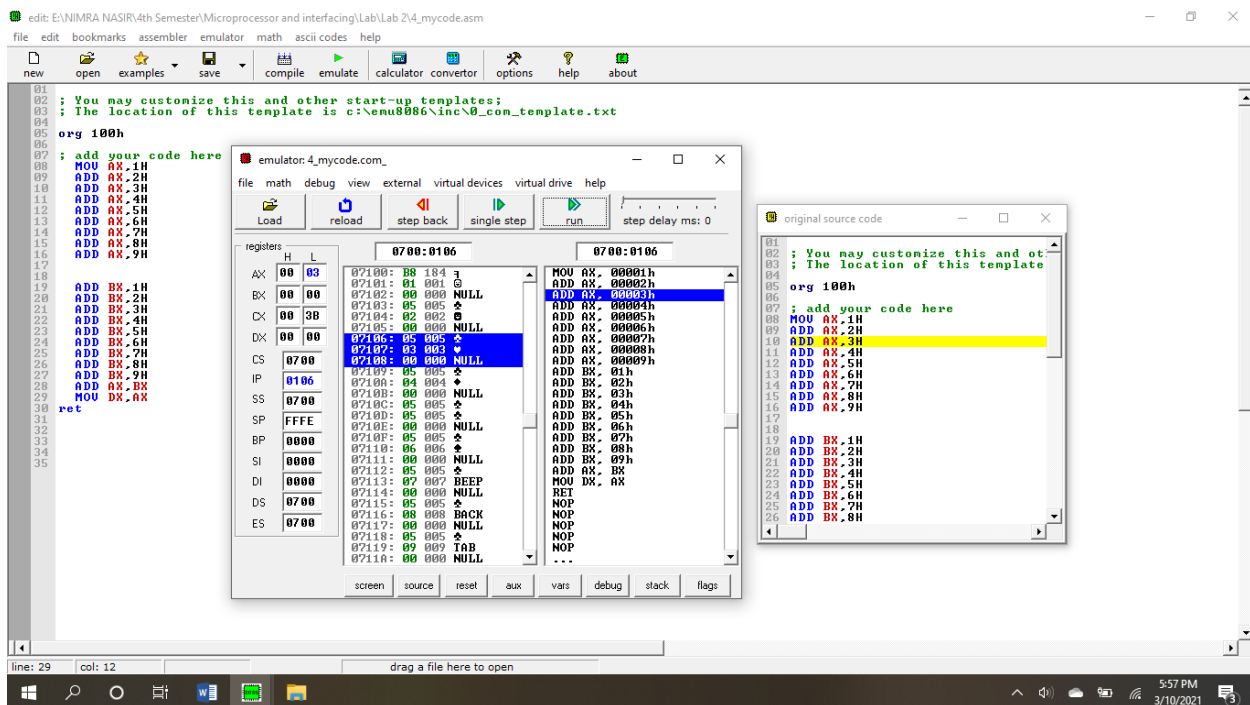 edit: E:\NIMRA NASIR\4th Semester\Microprocessor and interfacing\Lab\Lab 2\4_mycode.asm
file edit bookmarks assembler emulator math ascii codes help
new open examples save compile emulate calculator convertor options help about
01
02 ; You may customize this and other start-up templates;
03 ; The location of this template is c:\emu8086\inc\0_com_template.txt
04
05 org 100h
06
07 ; add your code here
08 MOV AX,1H
09 ADD AX,2H
10 ADD AX,3H
11 ADD AX,4H
12 ADD AX,5H
13 ADD AX,6H
14 ADD AX,7H
15 ADD AX,8H
16 ADD AX,9H
17
18
19 ADD BX,1H
20 ADD BX,2H
21 ADD BX,3H
22 ADD BX,4H
23 ADD BX,5H
24 ADD BX,6H
25 ADD BX,7H
26 ADD BX,8H
27 ADD BX,9H
28 ADD AX,BX
29 MOV DX,AX
30 ret
31
32
33
34
35
emulator: 4_mycode.com_
file math debug view external virtual devices virtual drive help
Load reload step back single step run step delay ms: 0
registers
H L
AX 00 03
BX 00 00
CX 00 3B
DX 00 00
CS 0700
IP 0106
SS 0700
SP FFFE
BP 0000
SI 0000
DI 0000
DS 0700
ES 0700
0700:0106
07100: B8 184 ╕
07101: 01 001 ☺
07102: 00 000 NULL
07103: 05 005 ♣
07104: 02 002 ☻
07105: 00 000 NULL
07106: 05 005 ♣
07107: 03 003 ♥
07108: 00 000 NULL
07109: 05 005 ♣
0710A: 04 004 ♦
0710B: 00 000 NULL
0710C: 05 005 ♣
0710D: 05 005 ♣
0710E: 00 000 NULL
0710F: 05 005 ♣
07110: 06 006 ♠
07111: 00 000 NULL
07112: 05 005 ♣
07113: 07 007 BEEP
07114: 00 000 NULL
07115: 05 005 ♣
07116: 08 008 BACK
07117: 00 000 NULL
07118: 05 005 ♣
07119: 09 009 TAB
0711A: 00 000 NULL
0700:0106
MOV AX, 00001h
ADD AX, 00002h
ADD AX, 00003h
ADD AX, 00004h
ADD AX, 00005h
ADD AX, 00006h
ADD AX, 00007h
ADD AX, 00008h
ADD AX, 00009h
ADD BX, 01h
ADD BX, 02h
ADD BX, 03h
ADD BX, 04h
ADD BX, 05h
ADD BX, 06h
ADD BX, 07h
ADD BX, 08h
ADD BX, 09h
ADD AX, BX
MOV DX, AX
RET
NOP
NOP
NOP
NOP
NOP
...
screen source reset aux vars debug stack flags
original source code
01
02 ; You may customize this and ot
03 ; The location of this template
04
05 org 100h
06
07 ; add your code here
08 MOV AX,1H
09 ADD AX,2H
10 ADD AX,3H
11 ADD AX,4H
12 ADD AX,5H
13 ADD AX,6H
14 ADD AX,7H
15 ADD AX,8H
16 ADD AX,9H
17
18
19 ADD BX,1H
20 ADD BX,2H
21 ADD BX,3H
22 ADD BX,4H
23 ADD BX,5H
24 ADD BX,6H
25 ADD BX,7H
26 ADD BX,8H
line: 29 col: 12 drag a file here to open
5:57 PM
3/10/2021
3